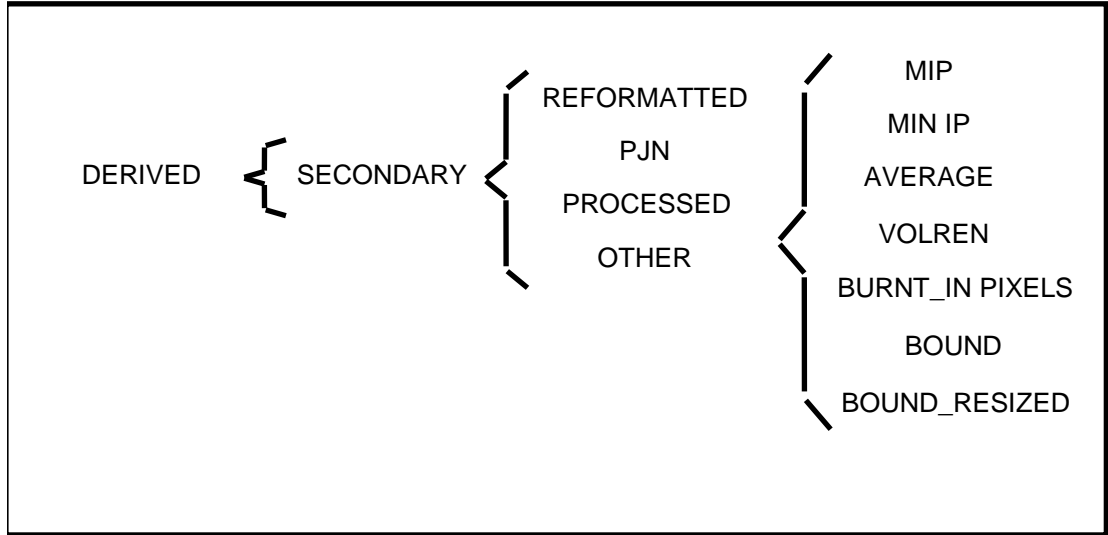 DERIVED
SECONDARY
REFORMATTED
PJN
PROCESSED
OTHER
MIP
MIN IP
AVERAGE
VOLREN
BURNT_IN PIXELS
BOUND
BOUND_RESIZED